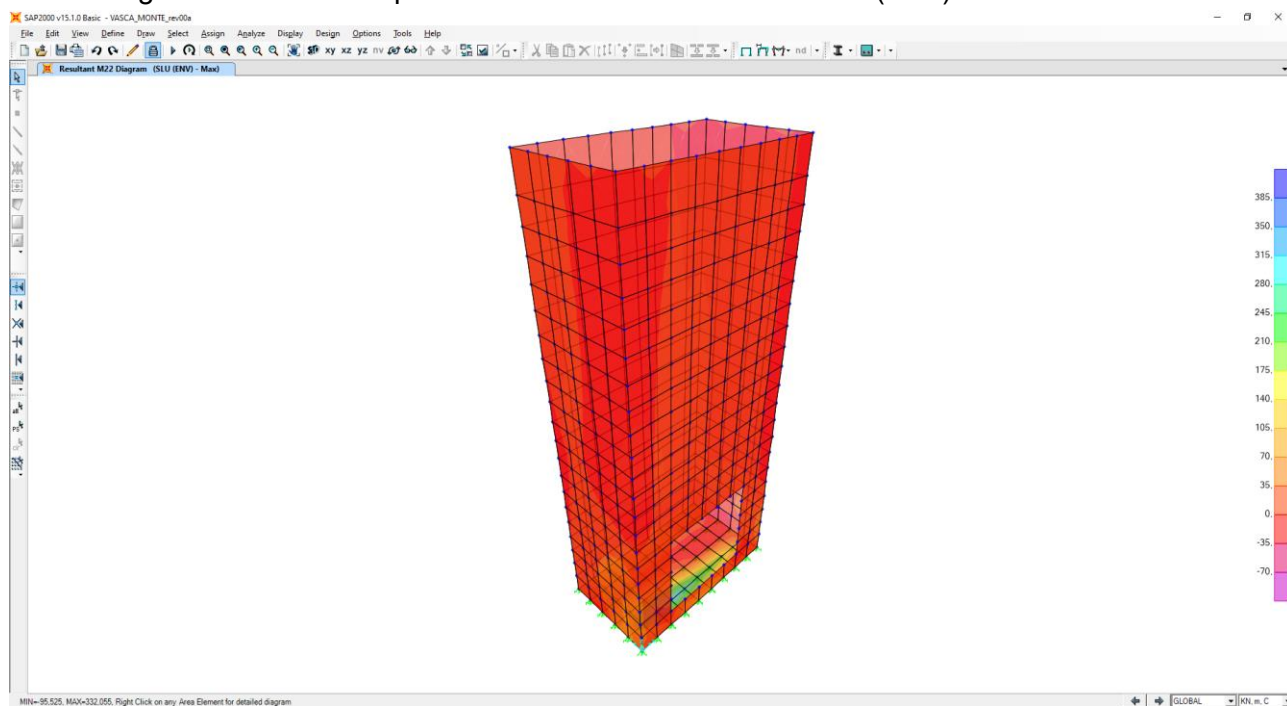 SAP2000 v15.1.0 Basic - VASCA_MONTE_rev00a
File Edit View Define Draw Select Assign Analyze Display Design Options Tools Help
xy xz yz nv nd
Resultant M22 Diagram (SLU (ENV) - Max)
385.
350.
315.
280.
245.
210.
175.
140.
105.
70.
35.
0.
-35.
-70.
MIN=-95,525, MAX=332,055, Right Click on any Area Element for detailed diagram
GLOBAL KN, m, C